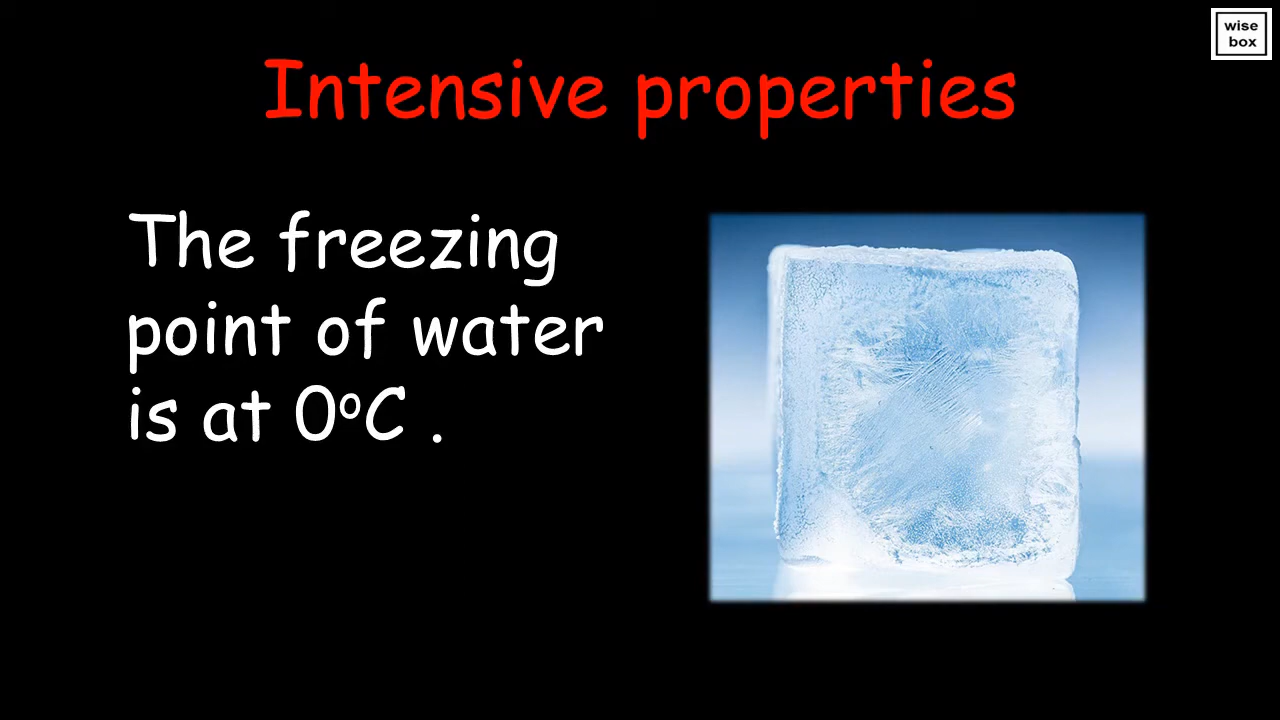 wise
box
Intensive properties
The freezing
point of water
is at 0ºC .